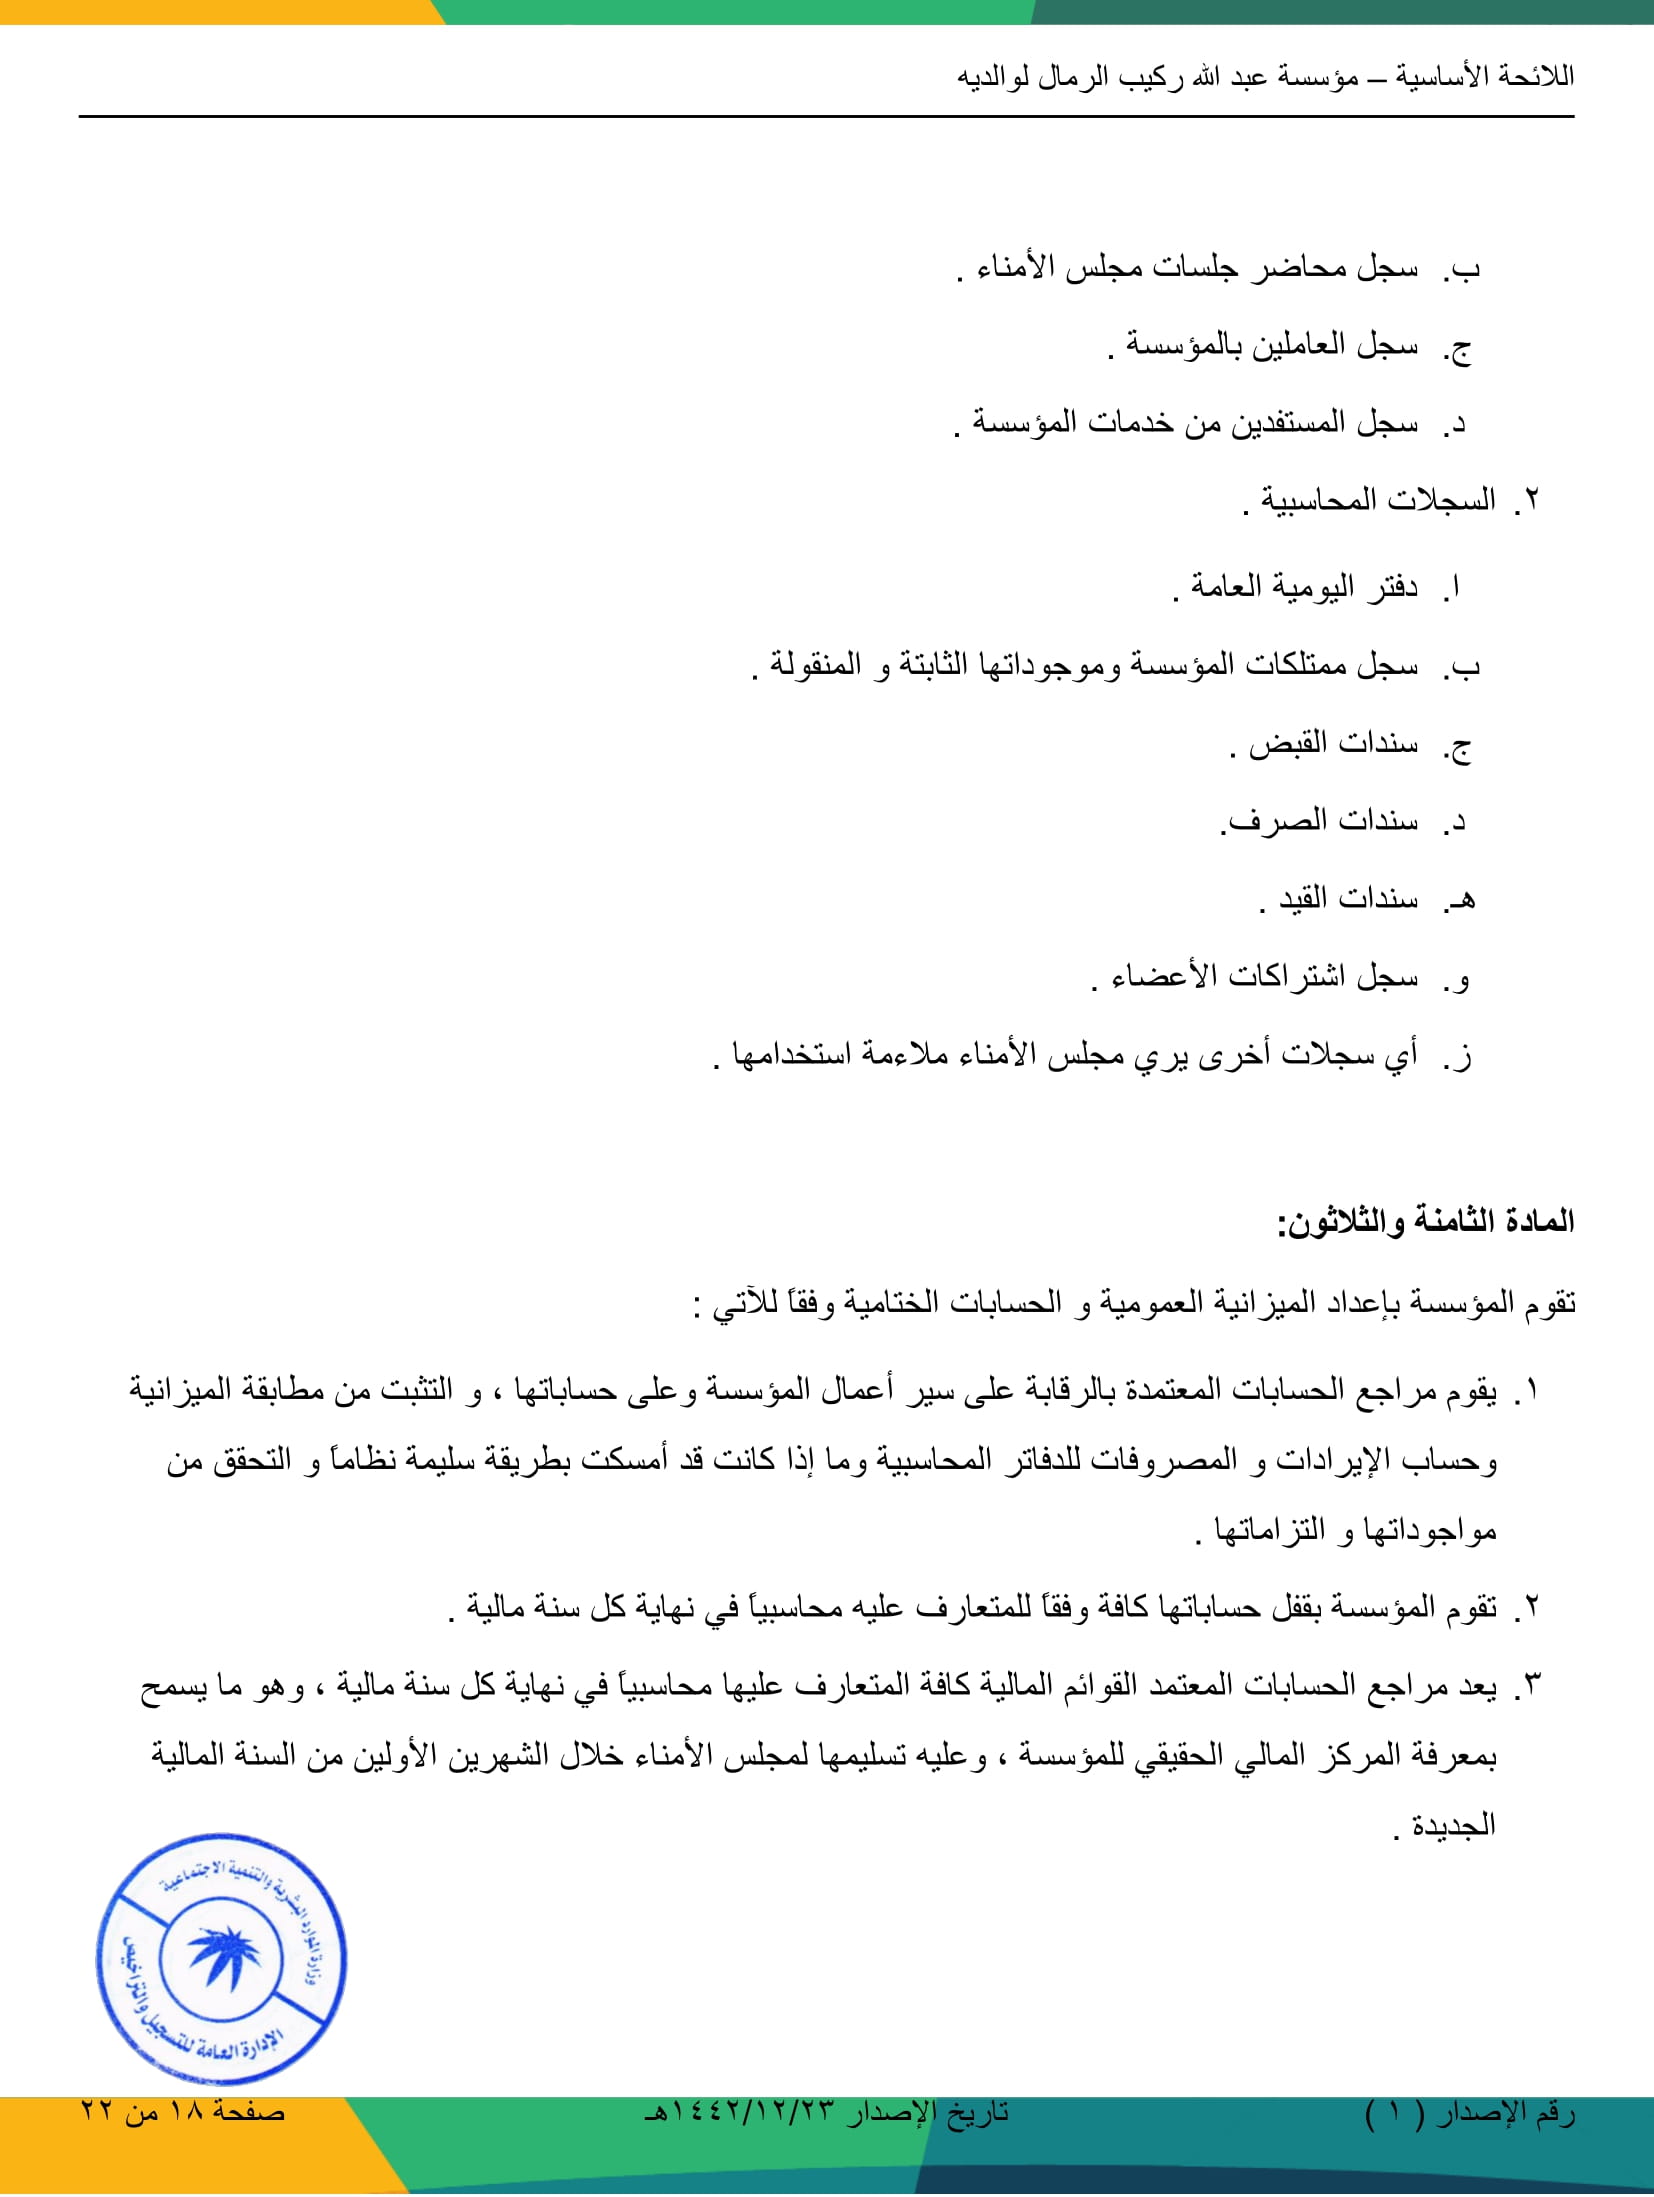 اللائحة الأساسية – مؤسسة عبد الله ركيب الرمال لوالديه
ب. سجل محاضر جلسات مجلس الأمناء .
ج. سجل العاملين بالمؤسسة .
د. سجل المستفدين من خدمات المؤسسة .
٢. السجلات المحاسبية .
ا. دفتر اليومية العامة .
ب. سجل ممتلكات المؤسسة وموجوداتها الثابتة و المنقولة .
ج. سندات القبض .
د. سندات الصرف.
هـ. سندات القيد .
و. سجل اشتراكات الأعضاء .
ز. أي سجلات أخرى يري مجلس الأمناء ملاءمة استخدامها .
المادة الثامنة والثلاثون:
تقوم المؤسسة بإعداد الميزانية العمومية و الحسابات الختامية وفقاً للآتي :
١. يقوم مراجع الحسابات المعتمدة بالرقابة على سير أعمال المؤسسة وعلى حساباتها ، و التثبت من مطابقة الميزانية
وحساب الإيرادات و المصروفات للدفاتر المحاسبية وما إذا كانت قد أمسكت بطريقة سليمة نظاماً و التحقق من
مواجوداتها و التزاماتها .
٢. تقوم المؤسسة بقفل حساباتها كافة وفقاً للمتعارف عليه محاسبياً في نهاية كل سنة مالية .
٣. يعد مراجع الحسابات المعتمد القوائم المالية كافة المتعارف عليها محاسبياً في نهاية كل سنة مالية ، وهو ما يسمح
بمعرفة المركز المالي الحقيقي للمؤسسة ، وعليه تسليمها لمجلس الأمناء خلال الشهرين الأولين من السنة المالية
الجديدة .
وزارة الموارد البشرية والتنمية الاجتماعية
الإدارة العامة للتسجيل والتراخيص
رقم الإصدار ( ١ ) تاريخ الإصدار ١٤٤٢/١٢/٢٣هـ صفحة ١٨ من ٢٢